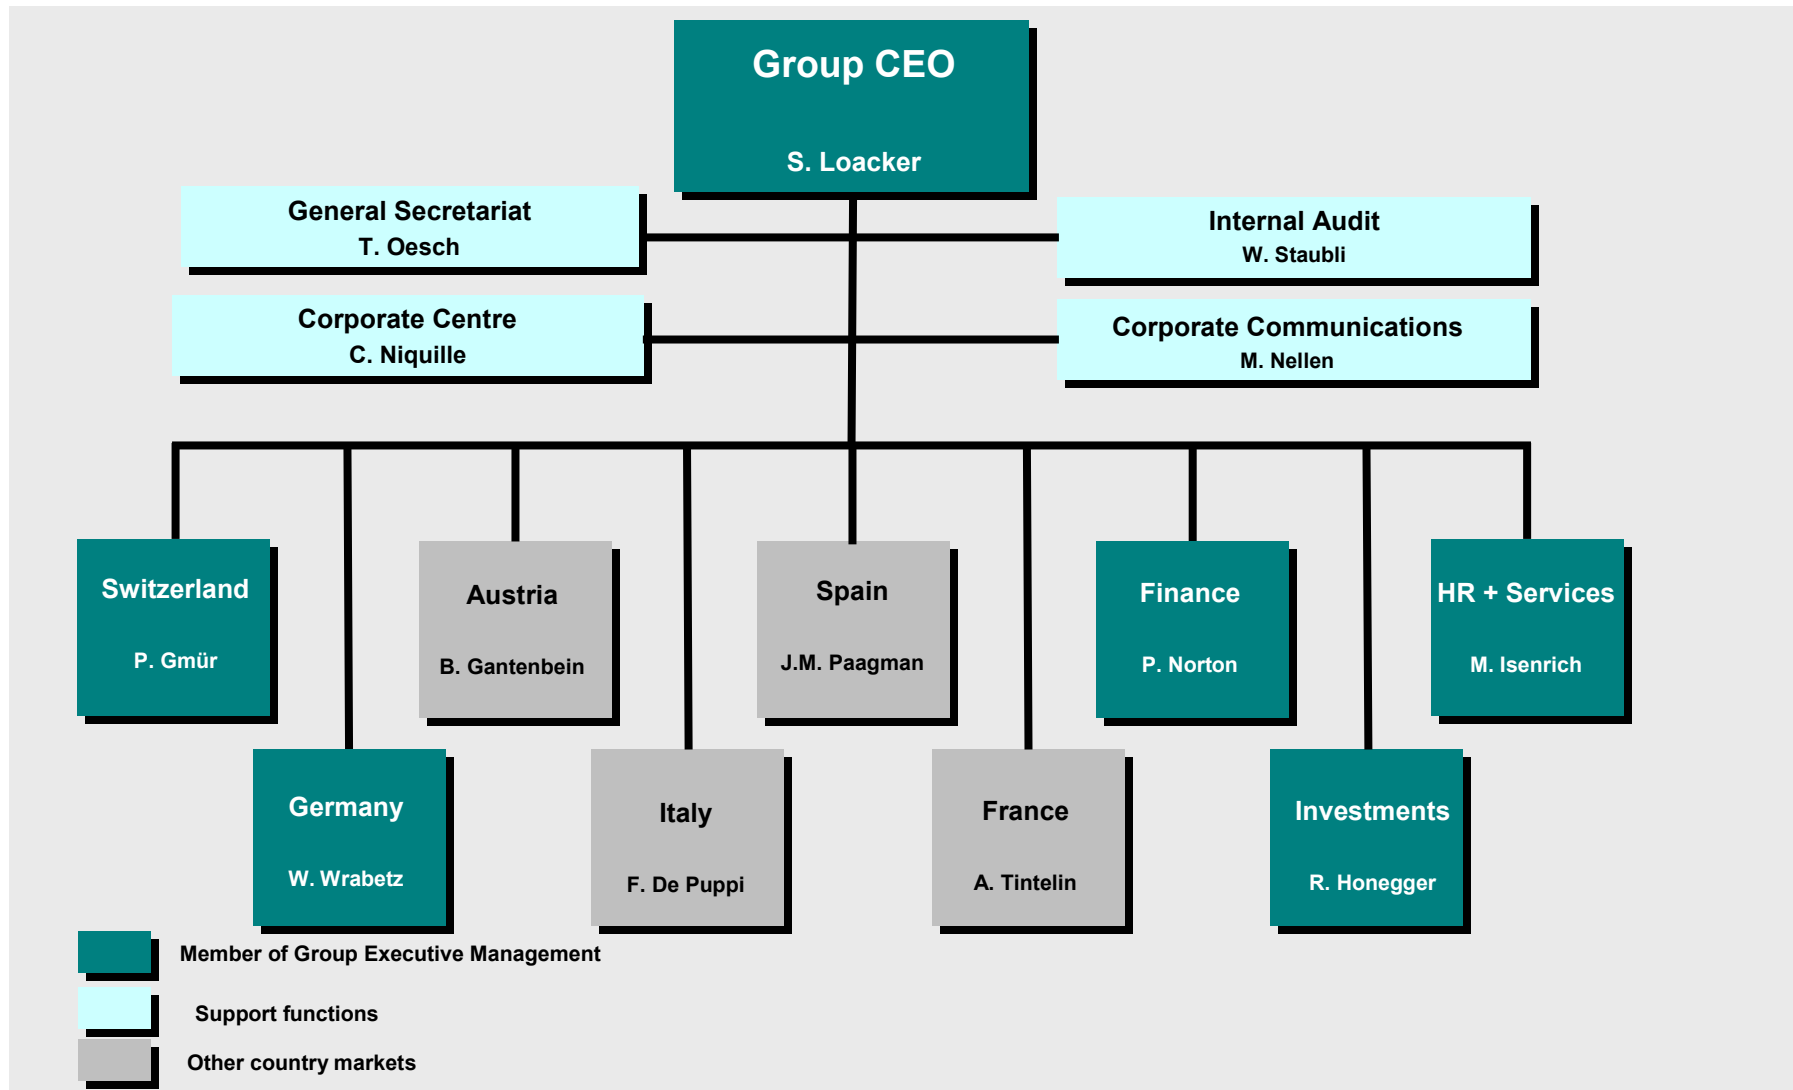 Group CEO
S. Loacker
General Secretariat
T. Oesch
Internal Audit
W. Staubli
Corporate Centre
C. Niquille
Corporate Communications
M. Nellen
Switzerland
P. Gmür
Austria
B. Gantenbein
Spain
J.M. Paagman
Finance
P. Norton
HR + Services
M. Isenrich
Germany
W. Wrabetz
Italy
F. De Puppi
France
A. Tintelin
Investments
R. Honegger
Member of Group Executive Management
Support functions
Other country markets